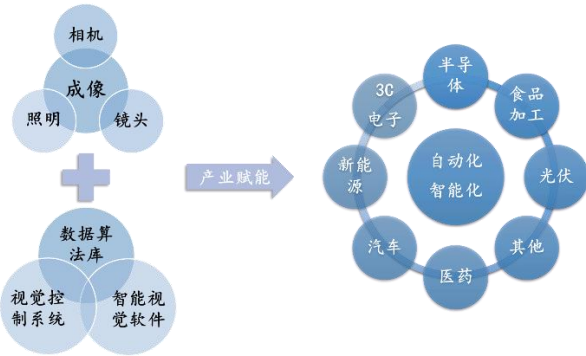 相机
成像
照明
镜头
数据算
法库
视觉控
制系统
智能视
觉软件
产业赋能
半导
体
食品
加工
光伏
其他
医药
汽车
新能
源
3C
电子
自动化
智能化